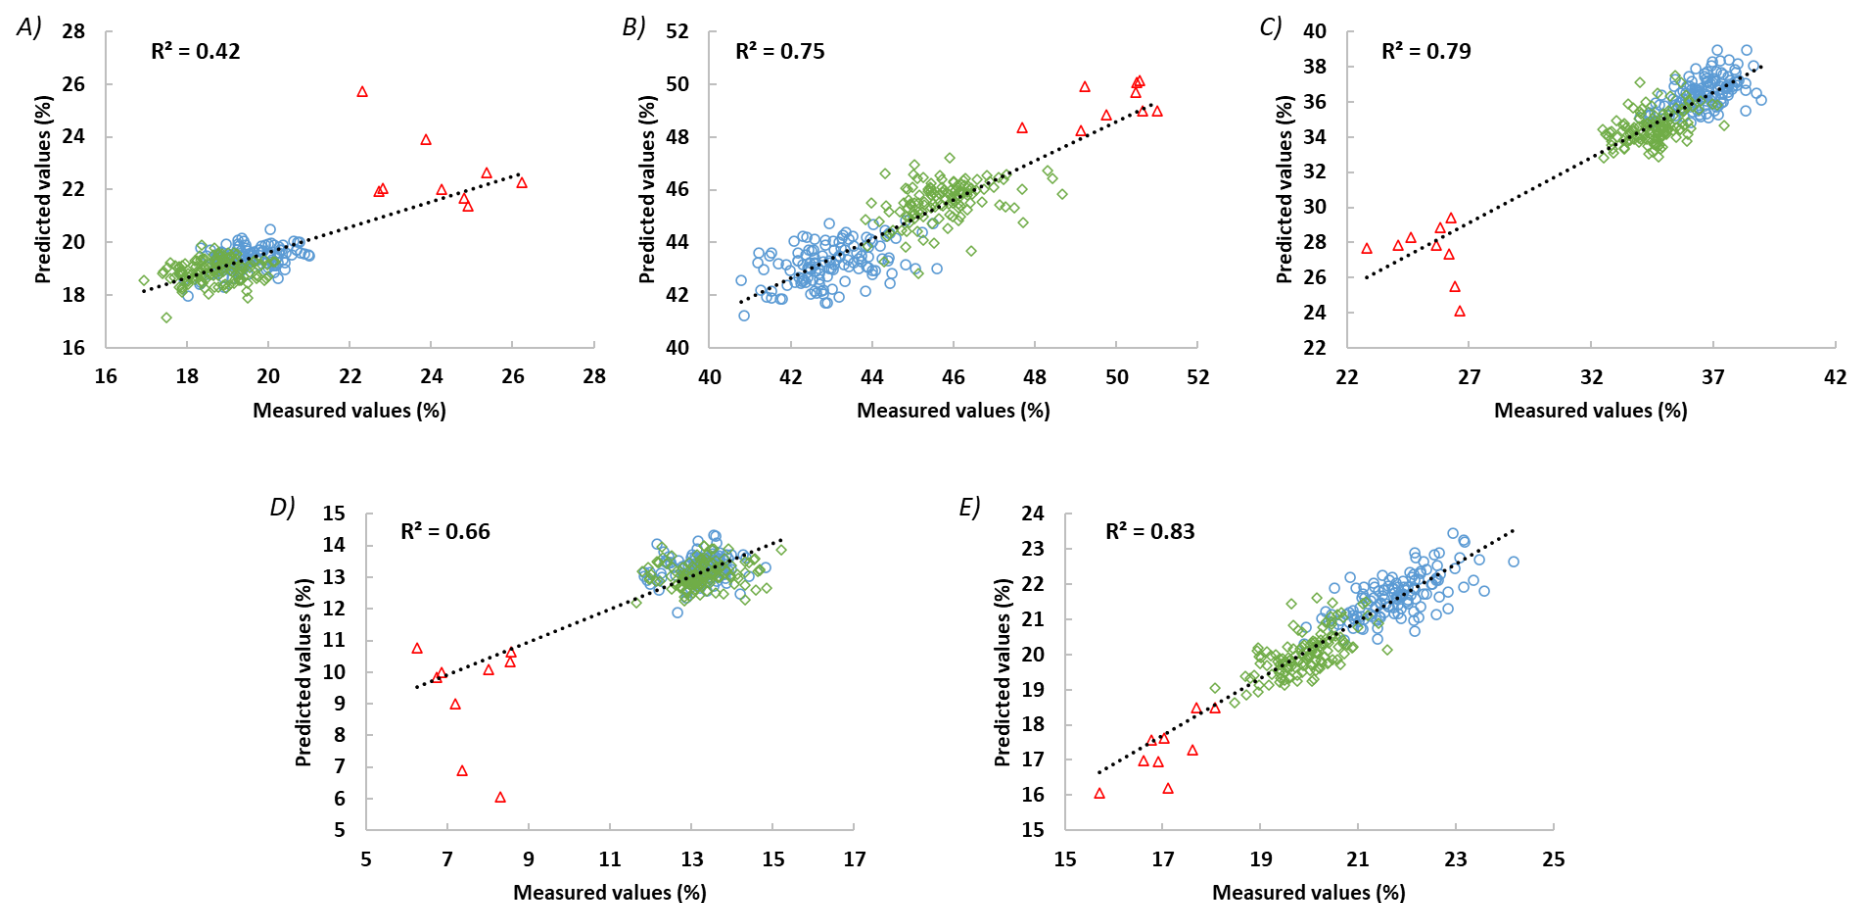 A)
R² = 0.42
Predicted values (%)
28
26
24
22
20
18
16
16 18 20 22 24 26 28
Measured values (%)
B)
R² = 0.75
Predicted values (%)
52
50
48
46
44
42
40
40 42 44 46 48 50 52
Measured values (%)
C)
R² = 0.79
Predicted values (%)
40
38
36
34
32
30
28
26
24
22
22 27 32 37 42
Measured values (%)
D)
R² = 0.66
Predicted values (%)
15
14
13
12
11
10
9
8
7
6
5
5 7 9 11 13 15 17
Measured values (%)
E)
R² = 0.83
Predicted values (%)
24
23
22
21
20
19
18
17
16
15
15 17 19 21 23 25
Measured values (%)